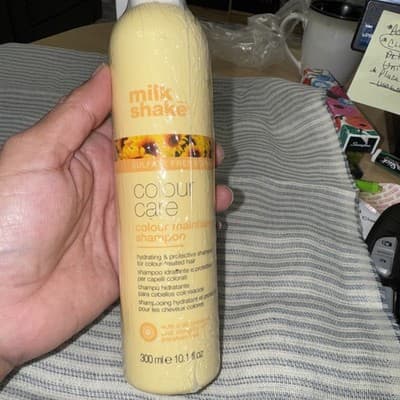 milk
shake
SULFATE FREE
colour
care
colour maintainer
shampoo
hydrating & protective shampoo
for colour-treated hair
shampoo idratante e protettivo
per capelli colorati
champú hidratante
para cabellos coloreados
shampooing hydratant et
pour les cheveux colorés
300 ml e 10.1 fl oz